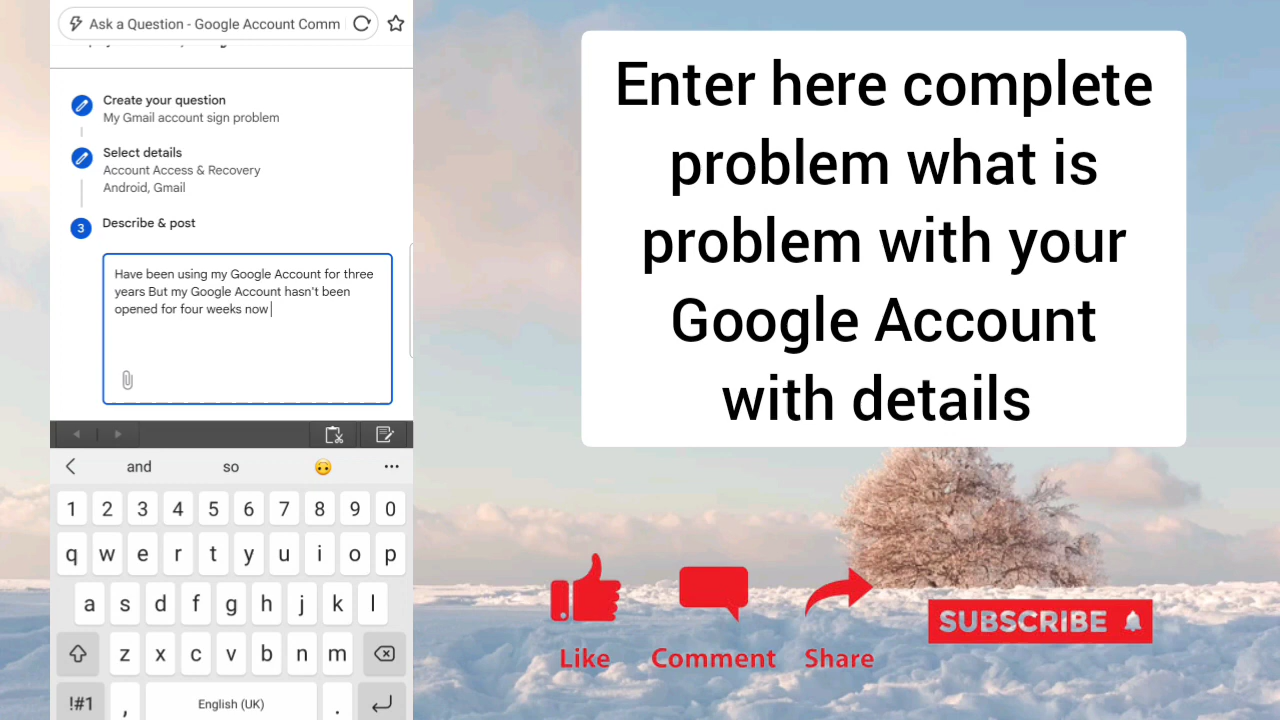 Ask a Question - Google Account Comm
Create your question
My Gmail account sign problem
Select details
Account Access & Recovery
Android, Gmail
3
Describe & post
Have been using my Google Account for three
years But my Google Account hasn't been
opened for four weeks now
and so
1 2 3 4 5 6 7 8 9 0
q w e r t y u i o p
a s d f g h j k l
z x c v b n m
!#1 , English (UK) .
Enter here complete
problem what is
problem with your
Google Account
with details
SUBSCRIBE
Like Comment Share